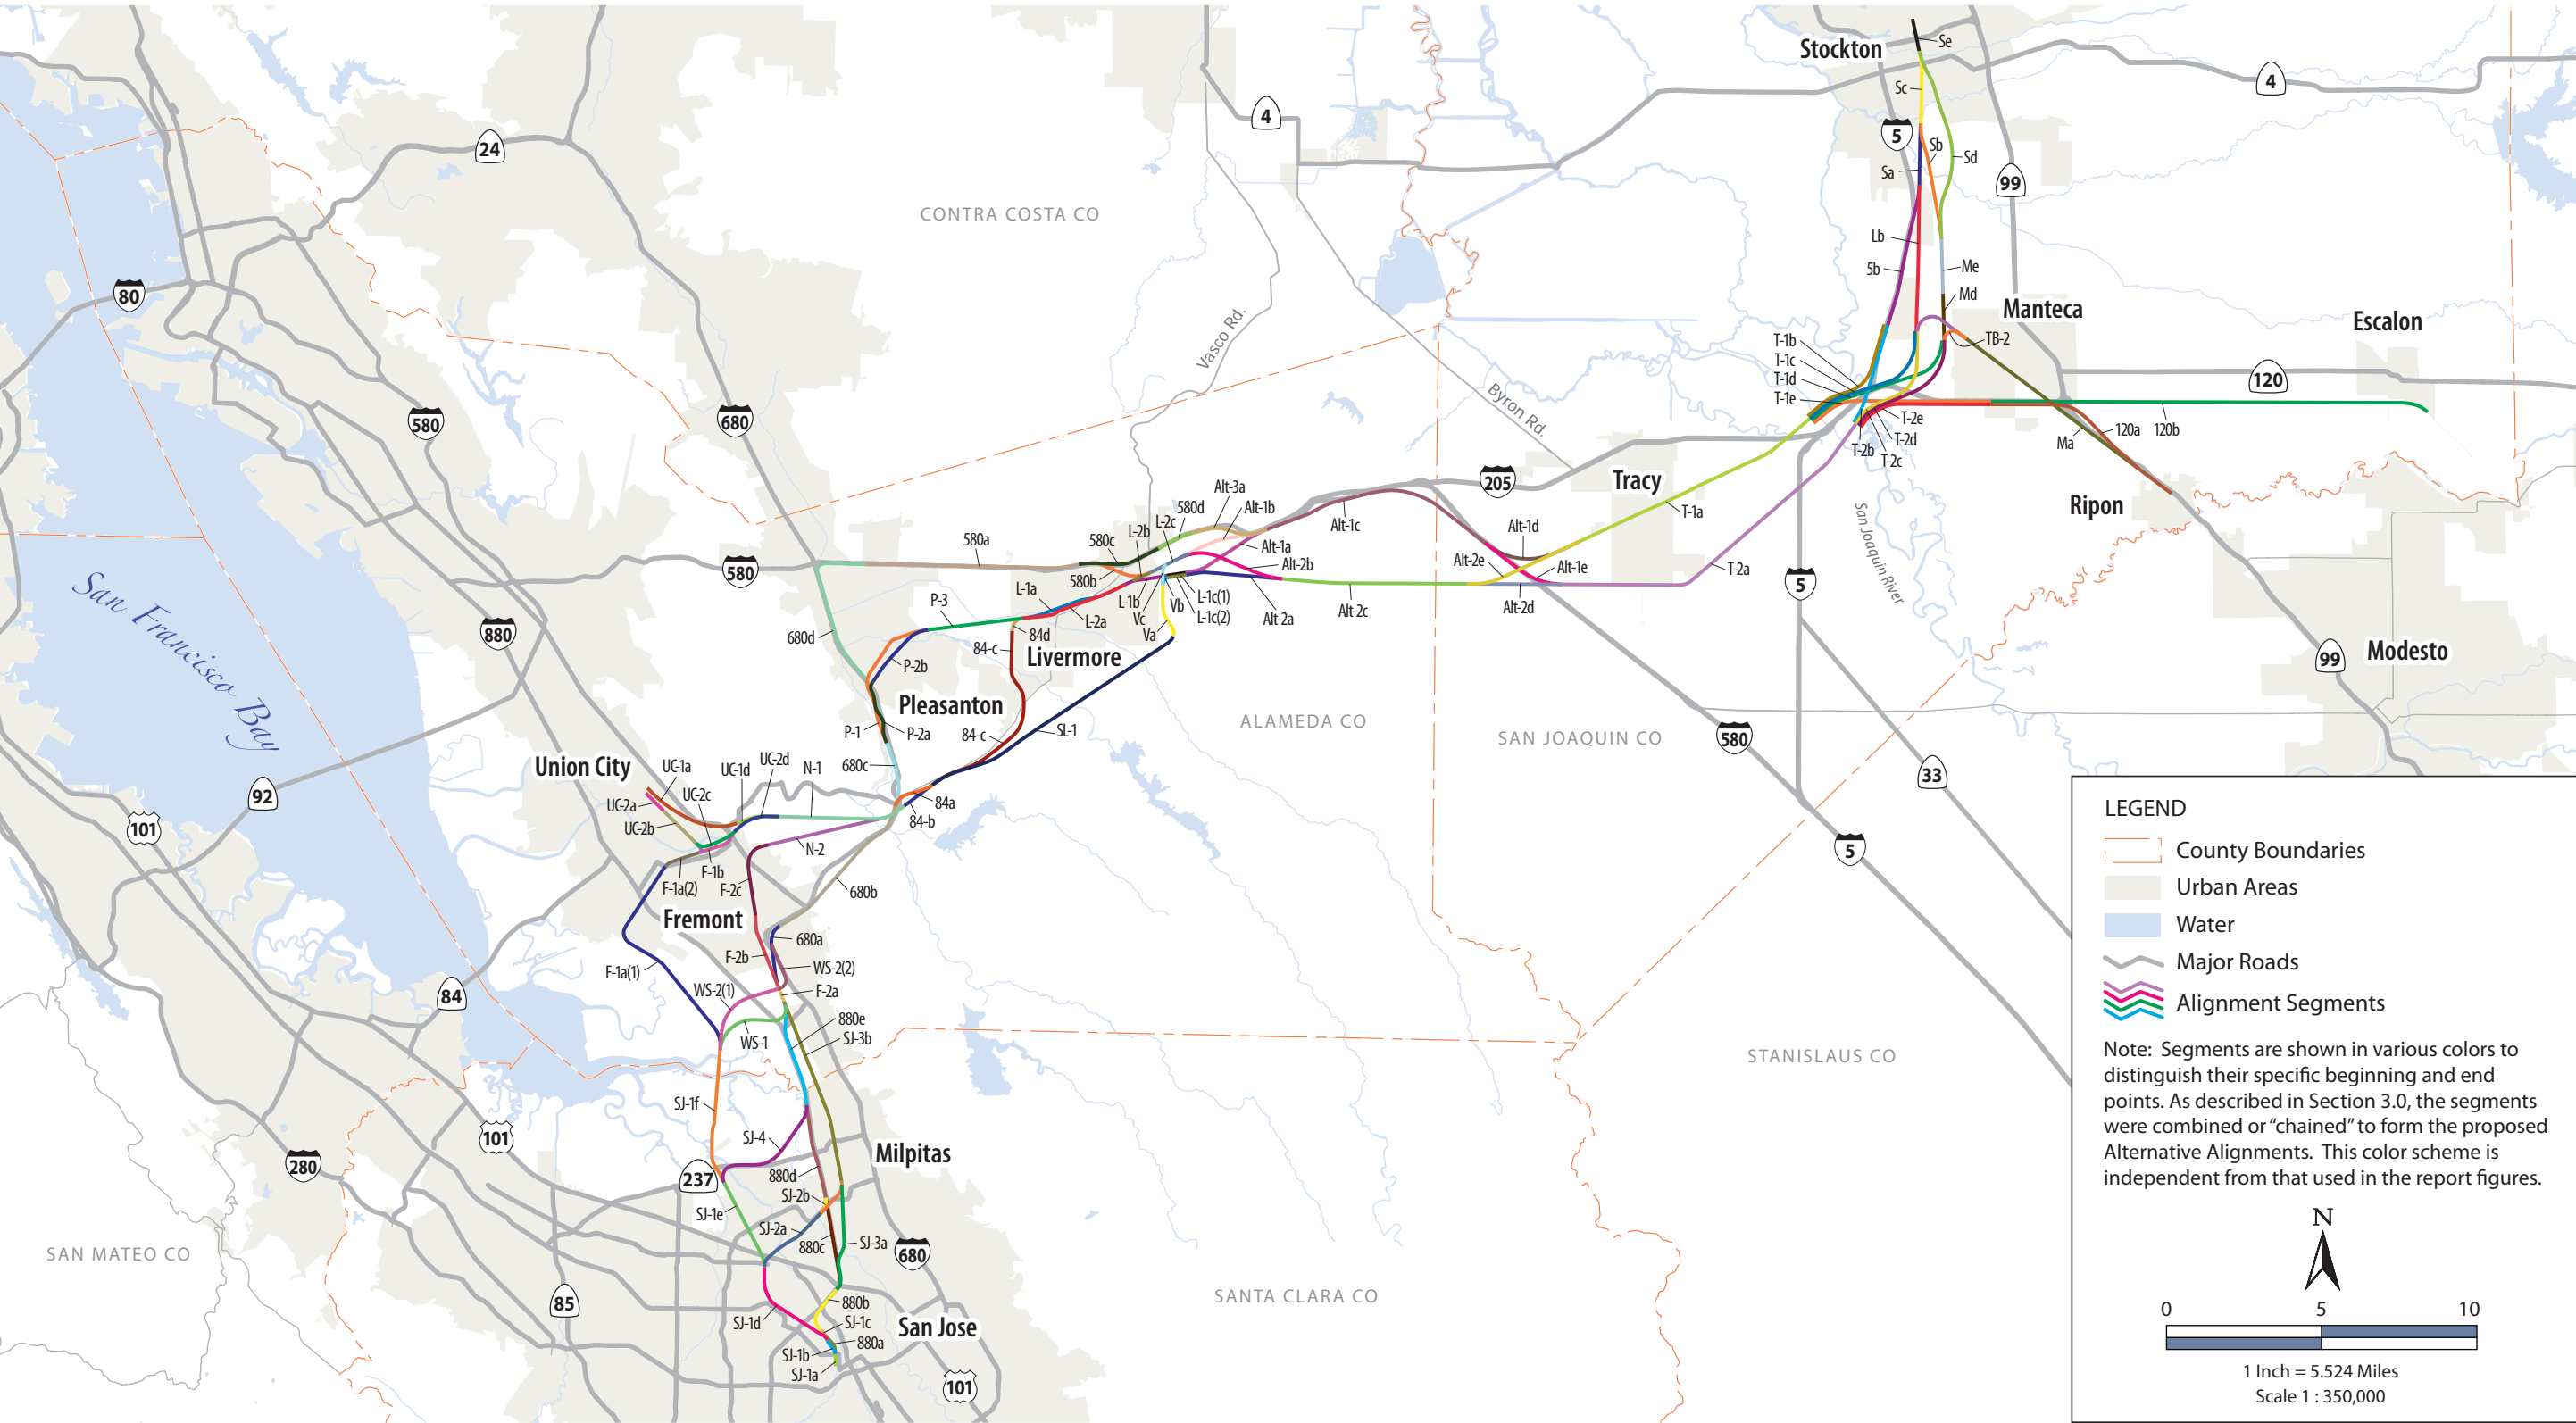 Stockton
Se
4
Sc
4
5
Sb
Sd
24
Sa
99
CONTRA COSTA CO
Lb
5b
Me
Md
80
Manteca
Escalon
Vasco Rd.
T-1b
T-1c
T-1d
T-1e
TB-2
120
580
680
Byron Rd.
T-2e
T-2d
T-2b
T-2c
Ma
120a
120b
205
Tracy
Ripon
Alt-3a
Alt-1b
580d
L-2c
L-2b
580c
580a
Alt-1c
T-1a
San Joaquin River
580
580b
Alt-1a
Alt-2b
Alt-1d
Alt-2e
Alt-1e
T-2a
5
San Francisco Bay
880
P-3
L-1a
L-2a
L-1b
Vc
Vb
Va
L-1c(1)
L-1c(2)
Alt-2a
Alt-2c
Alt-2d
680d
84d
84-c
Livermore
P-2b
99
Modesto
Pleasanton
P-1
P-2a
84-c
SL-1
ALAMEDA CO
SAN JOAQUIN CO
580
Union City
UC-1a
UC-1d
UC-2d
N-1
680c
33
92
UC-2a
UC-2c
UC-2b
84a
84-b
101
N-2
5
F-1a(2)
F-1b
F-2c
680b
Fremont
680a
F-2b
WS-2(2)
F-1a(1)
WS-2(1)
F-2a
84
880e
SJ-3b
WS-1
STANISLAUS CO
SJ-1f
101
SJ-4
Milpitas
280
237
880d
SJ-2b
SJ-1e
SJ-2a
880c
SJ-3a
680
SAN MATEO CO
85
SANTA CLARA CO
880b
SJ-1d
SJ-1c
San Jose
880a
SJ-1b
SJ-1a
101
LEGEND
County Boundaries
Urban Areas
Water
Major Roads
Alignment Segments
Note: Segments are shown in various colors to
distinguish their specific beginning and end
points. As described in Section 3.0, the segments
were combined or “chained” to form the proposed
Alternative Alignments. This color scheme is
independent from that used in the report figures.
N
0 5 10
1 Inch = 5.524 Miles
Scale 1 : 350,000